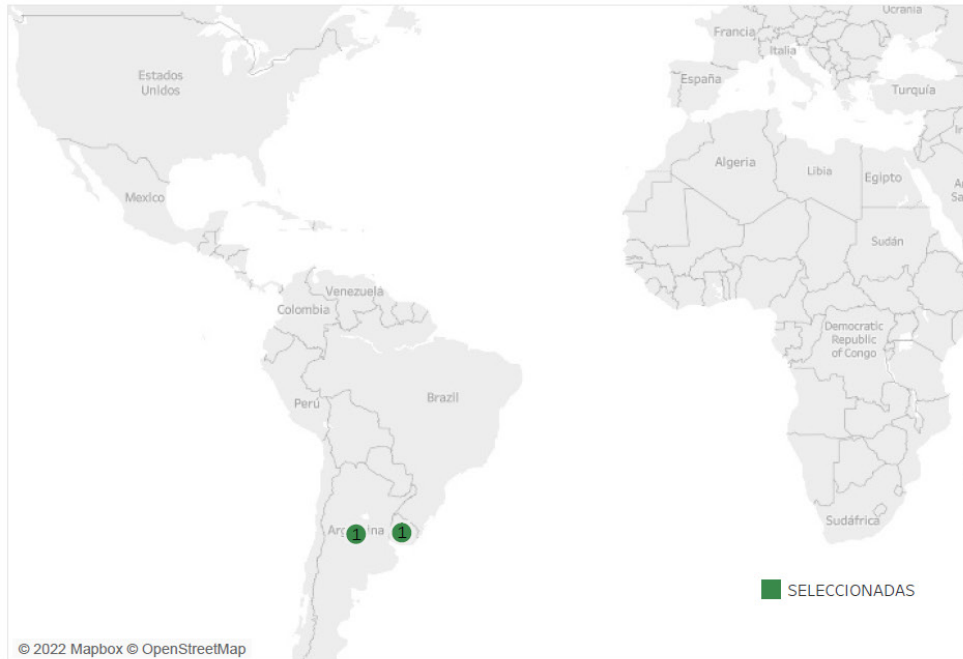 Ucrania
Francia
Italia
Estados
Unidos
España
Turquía
Algeria
Libia
Egipto
Mexico
Sudán
Venezuela
Colombia
Democratic
Republic
of Congo
Perú
Brazil
Sudáfrica
1
1
SELECCIONADAS
© 2022 Mapbox © OpenStreetMap